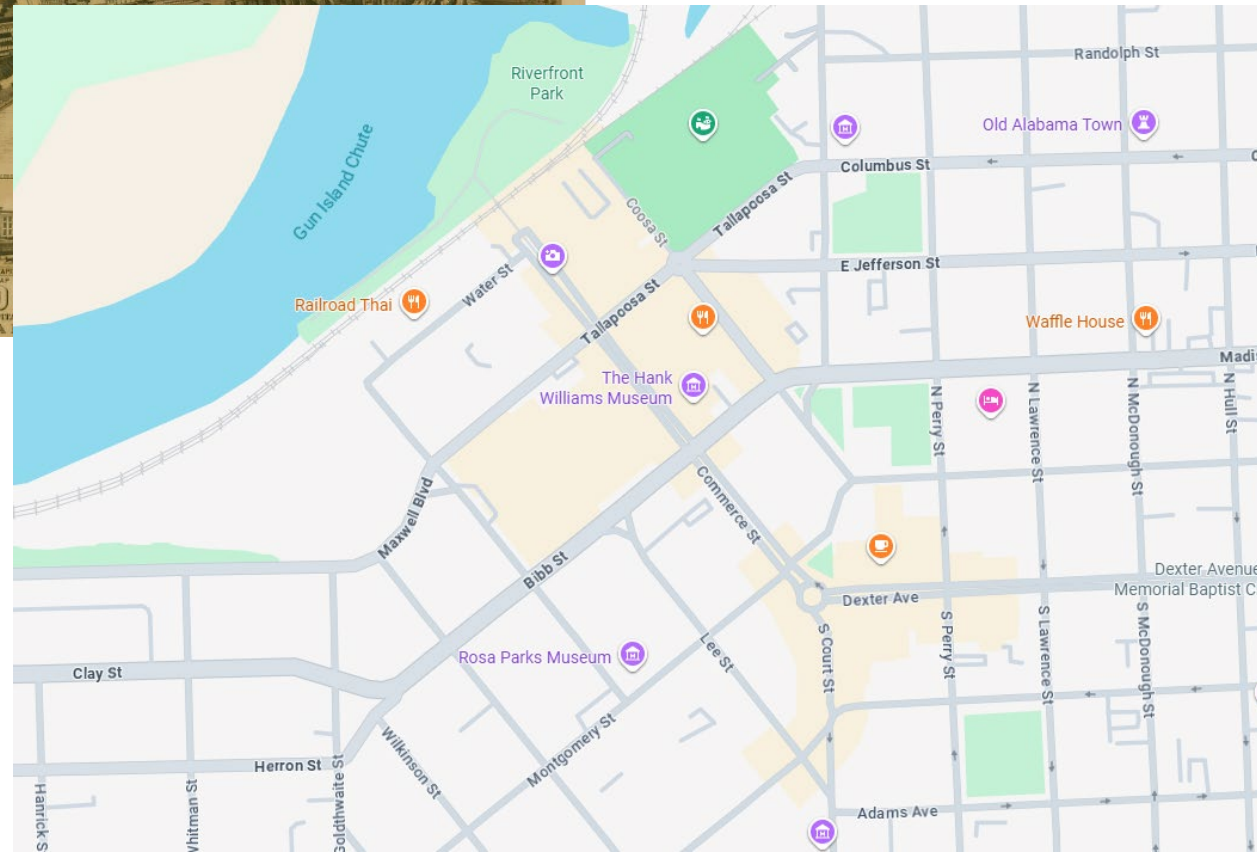 Riverfront
Park
Randolph St
Old Alabama Town
Gun Island Chute
Columbus St
Tallapoosa St
Coosa St
E Jefferson St
Water St
Railroad Thai
Tallapoosa St
Waffle House
Madi
The Hank
Williams Museum
N Perry St
N Lawrence St
N McDonough St
N Hull St
Commerce St
Maxwell Blvd
Bibb St
Dexter Avenue
Memorial Baptist C
Dexter Ave
S Court St
S Perry St
S Lawrence St
S McDonough St
Lee St
Rosa Parks Museum
Clay St
Montgomery St
Wilkinson St
Herron St
Goldthwaite St
Whitman St
Hanrick S
Adams Ave